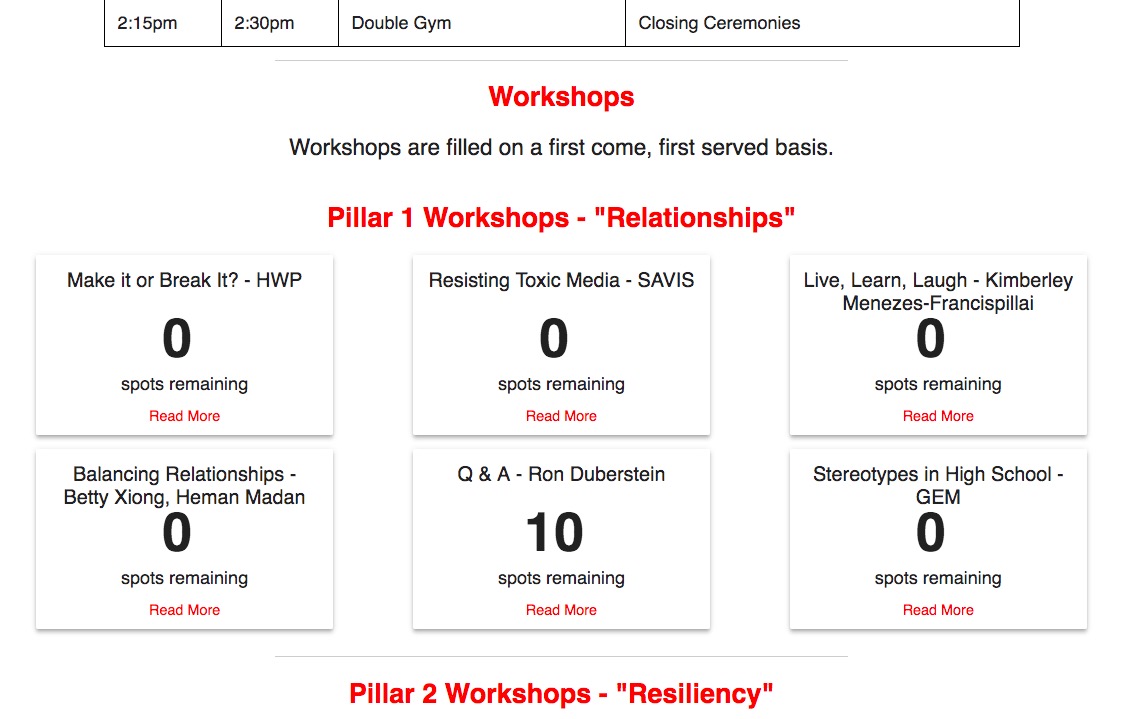 2:15pm 2:30pm Double Gym Closing Ceremonies
Workshops
Workshops are filled on a first come, first served basis.
Pillar 1 Workshops - "Relationships"
Make it or Break It? - HWP
0
spots remaining
Read More
Resisting Toxic Media - SAVIS
0
spots remaining
Read More
Live, Learn, Laugh - Kimberley
Menezes-Francispillai
0
spots remaining
Read More
Balancing Relationships -
Betty Xiong, Heman Madan
0
spots remaining
Read More
Q & A - Ron Duberstein
10
spots remaining
Read More
Stereotypes in High School -
GEM
0
spots remaining
Read More
Pillar 2 Workshops - "Resiliency"